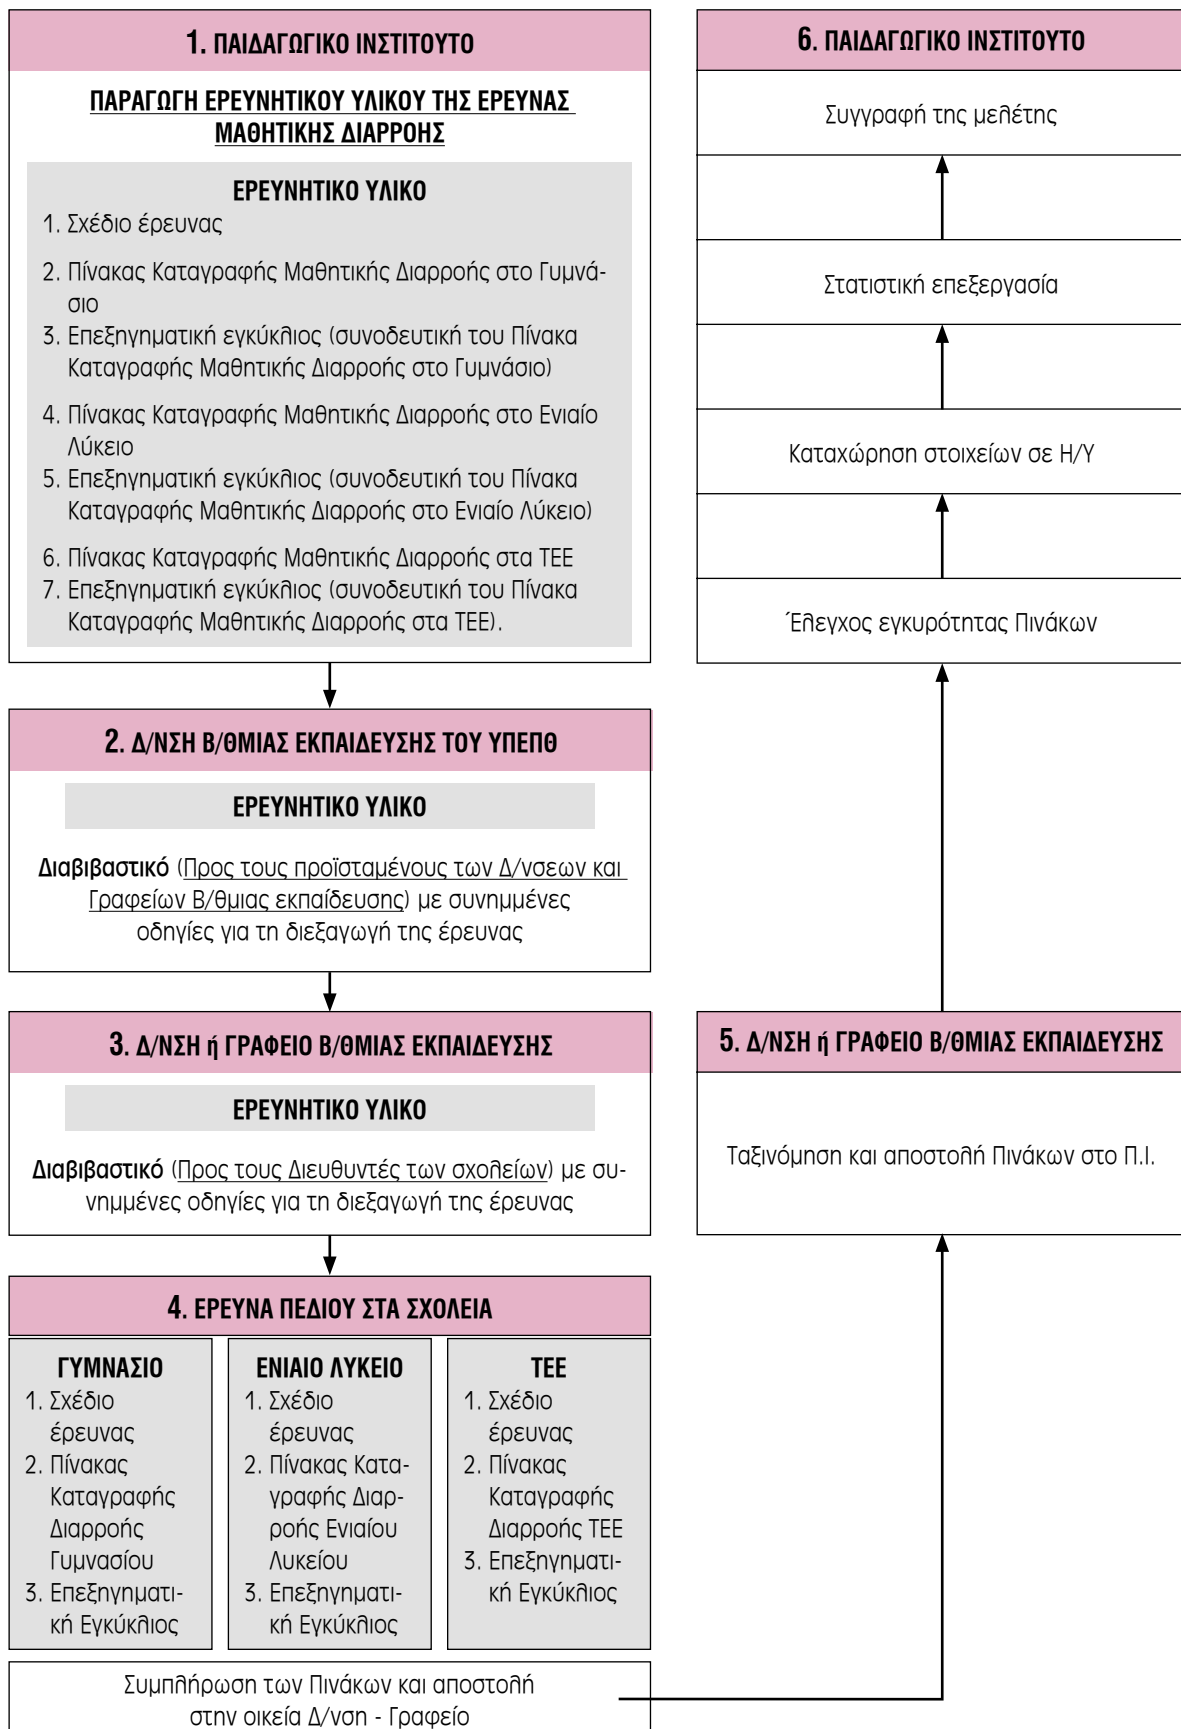 1. ΠΑΙΔΑΓΩΓΙΚΟ ΙΝΣΤΙΤΟΥΤΟ
ΠΑΡΑΓΩΓΗ ΕΡΕΥΝΗΤΙΚΟΥ ΥΛΙΚΟΥ ΤΗΣ ΕΡΕΥΝΑΣ
ΜΑΘΗΤΙΚΗΣ ΔΙΑΡΡΟΗΣ
ΕΡΕΥΝΗΤΙΚΟ ΥΛΙΚΟ
1. Σχέδιο έρευνας
2. Πίνακας Καταγραφής Μαθητικής Διαρροής στο Γυμνά-
σιο
3. Επεξηγηματική εγκύκλιος (συνοδευτική του Πίνακα
Καταγραφής Μαθητικής Διαρροής στο Γυμνάσιο)
4. Πίνακας Καταγραφής Μαθητικής Διαρροής στο Ενιαίο
Λύκειο
5. Επεξηγηματική εγκύκλιος (συνοδευτική του Πίνακα
Καταγραφής Μαθητικής Διαρροής στο Ενιαίο Λύκειο)
6. Πίνακας Καταγραφής Μαθητικής Διαρροής στα ΤΕΕ
7. Επεξηγηματική εγκύκλιος (συνοδευτική του Πίνακα
Καταγραφής Μαθητικής Διαρροής στα ΤΕΕ).
2. Δ/ΝΣΗ Β/ΘΜΙΑΣ ΕΚΠΑΙΔΕΥΣΗΣ ΤΟΥ ΥΠΕΠΘ
ΕΡΕΥΝΗΤΙΚΟ ΥΛΙΚΟ
Διαβιβαστικό (Προς τους προϊσταμένους των Δ/νσεων και
Γραφείων Β/θμιας εκπαίδευσης) με συνημμένες
οδηγίες για τη διεξαγωγή της έρευνας
3. Δ/ΝΣΗ ή ΓΡΑΦΕΙΟ Β/ΘΜΙΑΣ ΕΚΠΑΙΔΕΥΣΗΣ
ΕΡΕΥΝΗΤΙΚΟ ΥΛΙΚΟ
Διαβιβαστικό (Προς τους Διευθυντές των σχολείων) με συ-
νημμένες οδηγίες για τη διεξαγωγή της έρευνας
4. ΕΡΕΥΝΑ ΠΕΔΙΟΥ ΣΤΑ ΣΧΟΛΕΙΑ
ΓΥΜΝΑΣΙΟ
1. Σχέδιο
έρευνας
2. Πίνακας
Καταγραφής
Διαρροής
Γυμνασίου
3. Επεξηγηματι-
κή Εγκύκλιος
ΕΝΙΑΙΟ ΛΥΚΕΙΟ
1. Σχέδιο
έρευνας
2. Πίνακας Κατα-
γραφής Διαρ-
ροής Ενιαίου
Λυκείου
3. Επεξηγηματι-
κή Εγκύκλιος
ΤΕΕ
1. Σχέδιο
έρευνας
2. Πίνακας
Καταγραφής
Διαρροής ΤΕΕ
3. Επεξηγηματι-
κή Εγκύκλιος
Συμπλήρωση των Πινάκων και αποστολή
στην οικεία Δ/νση - Γραφείο
5. Δ/ΝΣΗ ή ΓΡΑΦΕΙΟ Β/ΘΜΙΑΣ ΕΚΠΑΙΔΕΥΣΗΣ
Ταξινόμηση και αποστολή Πινάκων στο Π.Ι.
6. ΠΑΙΔΑΓΩΓΙΚΟ ΙΝΣΤΙΤΟΥΤΟ
Συγγραφή της μελέτης
Στατιστική επεξεργασία
Καταχώρηση στοιχείων σε Η/Υ
Έλεγχος εγκυρότητας Πινάκων